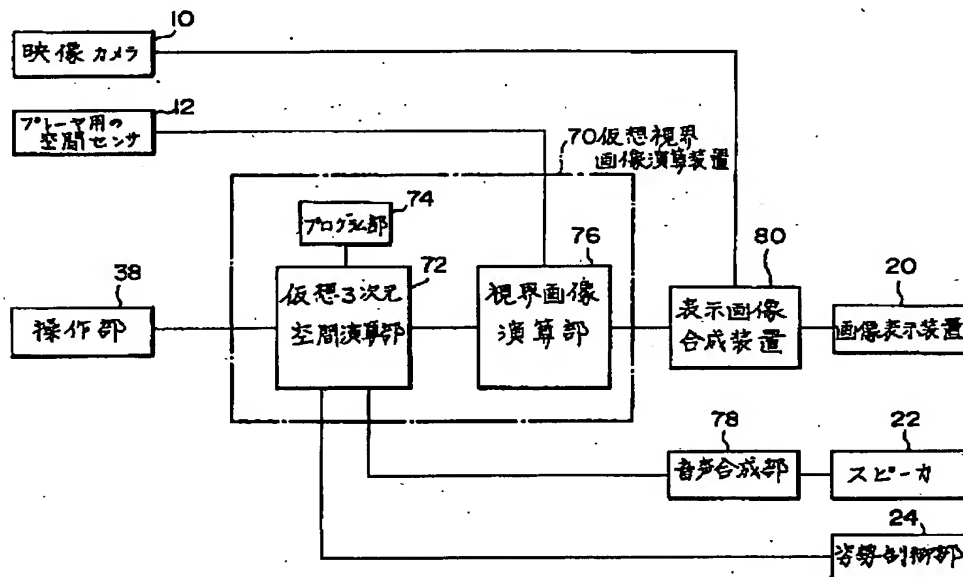 10
映像カメラ
12
プレーヤ用の
空間センサ
70仮想視界
画像演算装置
74
プログラム部
72
仮想3次元
空間演算部
76
視界画像
演算部
38
操作部
80
表示画像
合成装置
20
画像表示装置
78
音声合成部
22
スピーカ
24
姿勢制御部